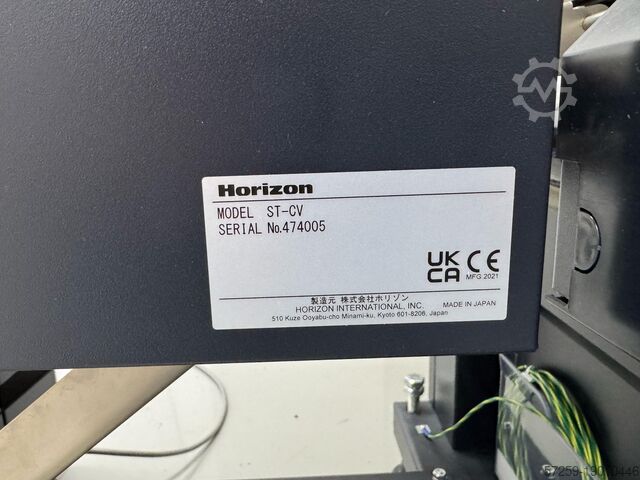 Horizon
MODEL ST-CV
SERIAL No.474005
UK
CA
CE
MFG 2021
製造元 株式会社ホリゾン
HORIZON INTERNATIONAL, INC.
MADE IN JAPAN
510 Kuze Ooyabu-cho Minami-ku, Kyoto 601-8206, Japan
57259-19010446